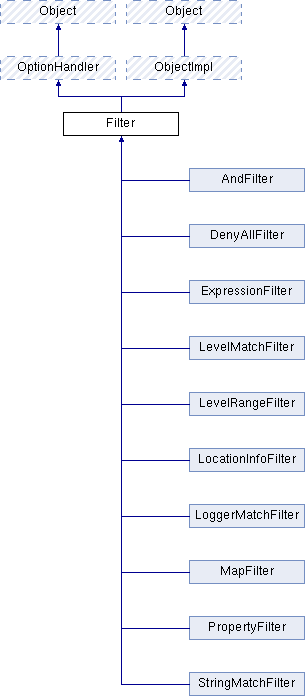 Object
Object
OptionHandler
ObjectImpl
Filter
AndFilter
DenyAllFilter
ExpressionFilter
LevelMatchFilter
LevelRangeFilter
LocationInfoFilter
LoggerMatchFilter
MapFilter
PropertyFilter
StringMatchFilter